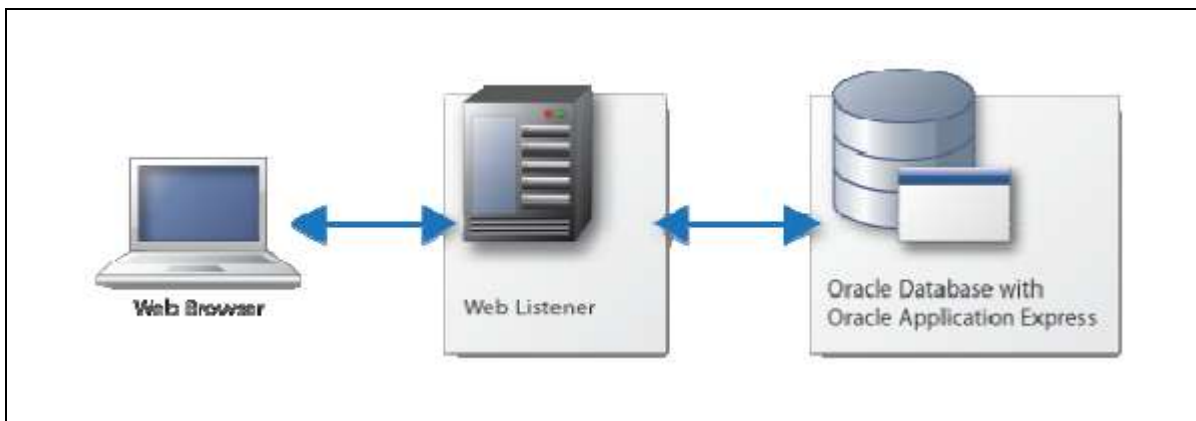 Web Browser
Web Listener
Oracle Database with
Oracle Application Express